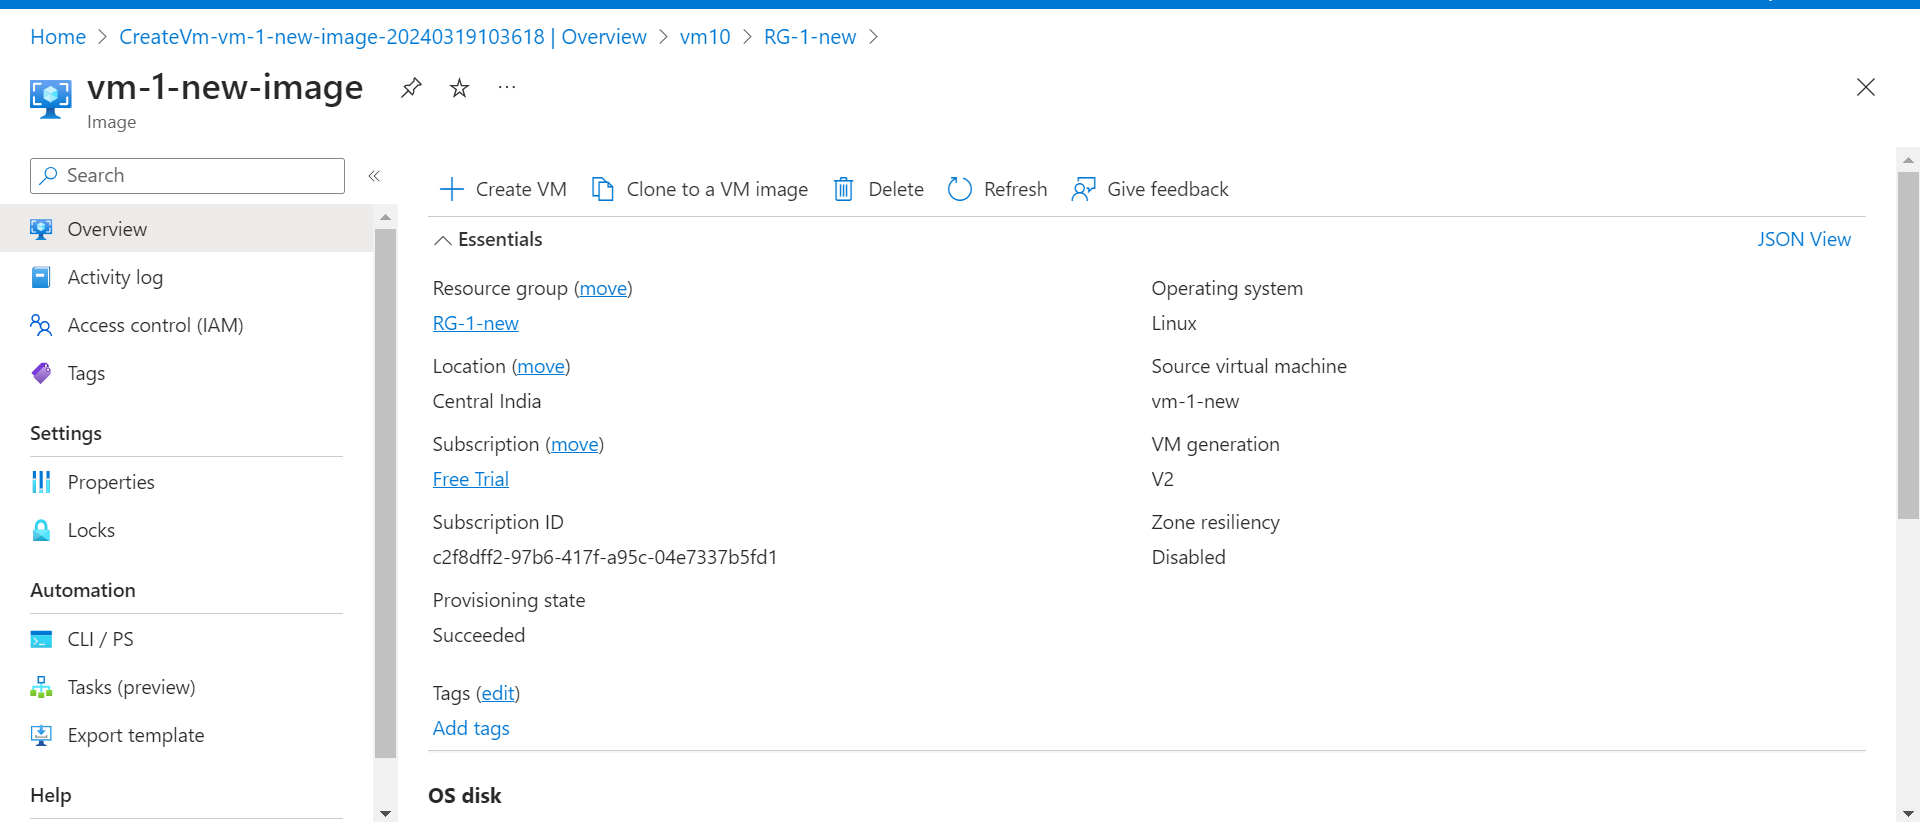 Home > CreateVm-vm-1-new-image-20240319103618 | Overview > vm10 > RG-1-new >
vm-1-new-image
Image
Search
Overview
Activity log
Access control (IAM)
Tags
Settings
Properties
Locks
Automation
CLI / PS
Tasks (preview)
Export template
Help
Create VM
Clone to a VM image
Delete
Refresh
Give feedback
Essentials
JSON View
Resource group (move)
RG-1-new
Location (move)
Central India
Subscription (move)
Free Trial
Subscription ID
c2f8dff2-97b6-417f-a95c-04e7337b5fd1
Provisioning state
Succeeded
Operating system
Linux
Source virtual machine
vm-1-new
VM generation
V2
Zone resiliency
Disabled
Tags (edit)
Add tags
OS disk